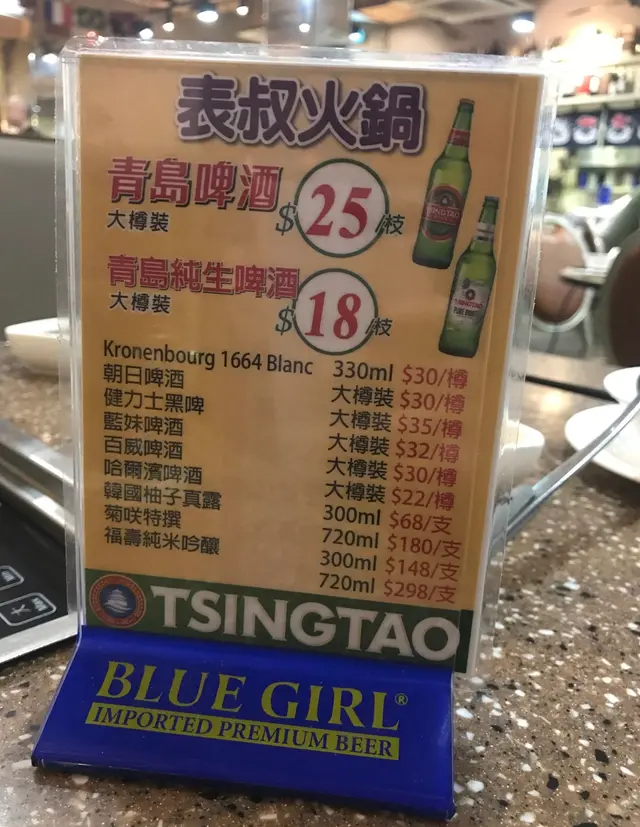 表叔火鍋
青島啤酒
大樽裝 $25/枝
青島純生啤酒
大樽裝 $18/枝
Kronenbourg 1664 Blanc 330ml $30/樽
朝日啤酒 大樽裝 $30/樽
健力士黑啤 大樽裝 $35/樽
藍妹啤酒 大樽裝 $32/樽
百威啤酒 大樽裝 $30/樽
哈爾濱啤酒 大樽裝 $22/樽
韓國柚子真露 300ml $68/支
菊咲特撰 720ml $180/支
福壽純米吟釀 300ml $148/支
720ml $298/支
TSINGTAO
BLUE GIRL®
IMPORTED PREMIUM BEER